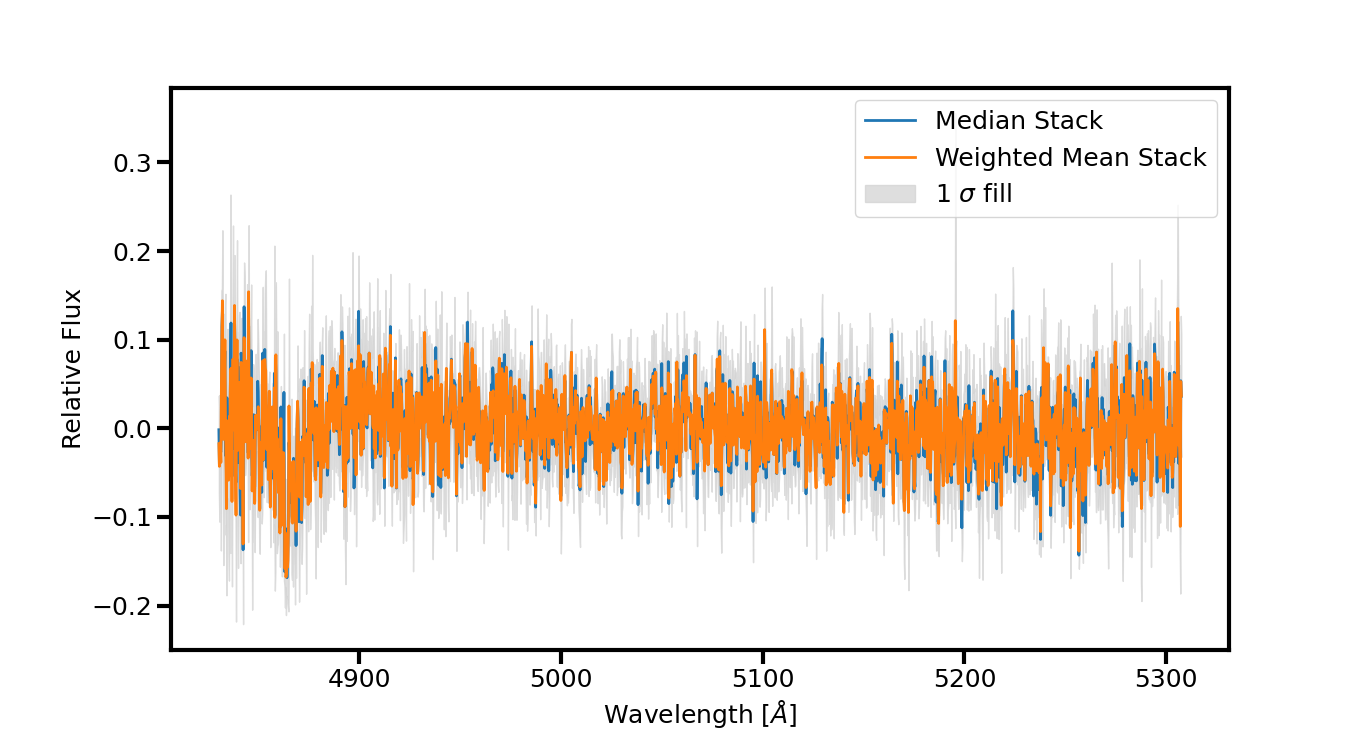 Median Stack
Weighted Mean Stack
1 σ fill
Relative Flux
0.3
0.2
0.1
0.0
−0.1
−0.2
4900 5000 5100 5200 5300
Wavelength [Å]